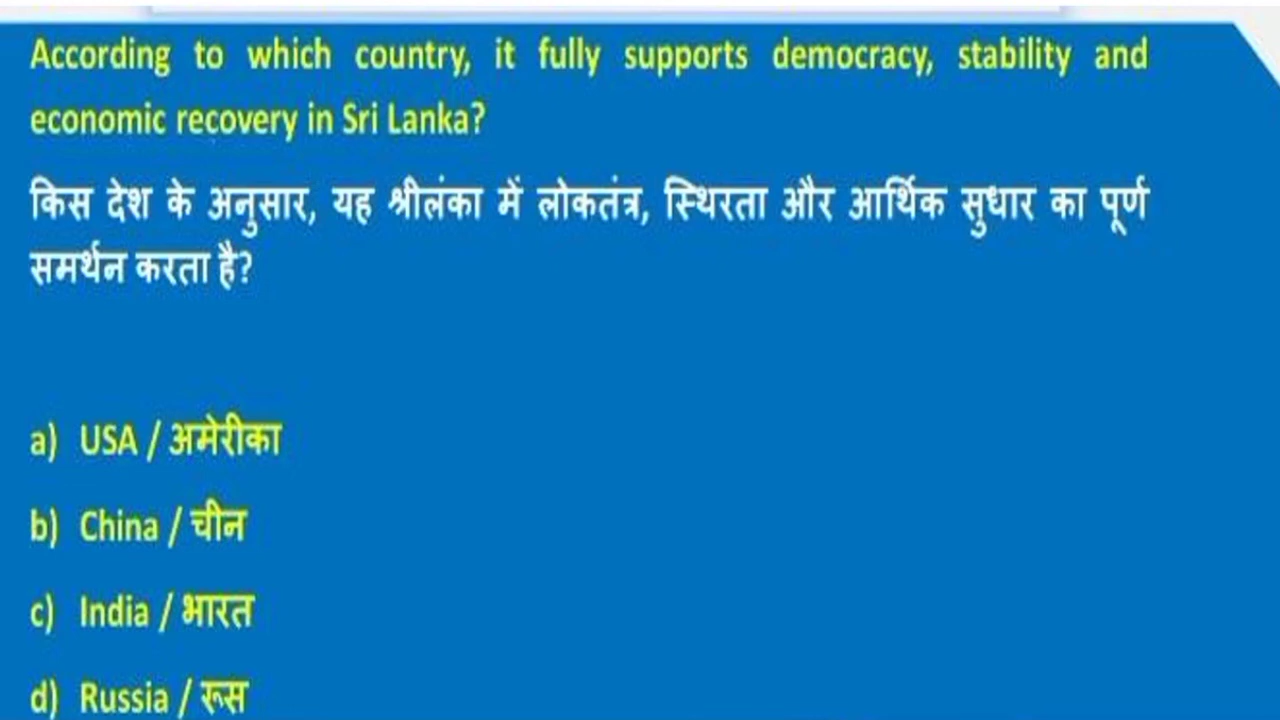 According to which country, it fully supports democracy, stability and
economic recovery in Sri Lanka?
किस देश के अनुसार, यह श्रीलंका में लोकतंत्र, स्थिरता और आर्थिक सुधार का पूर्ण
समर्थन करता है?
a) USA / अमेरीका
b) China / चीन
c) India / भारत
d) Russia / रूस